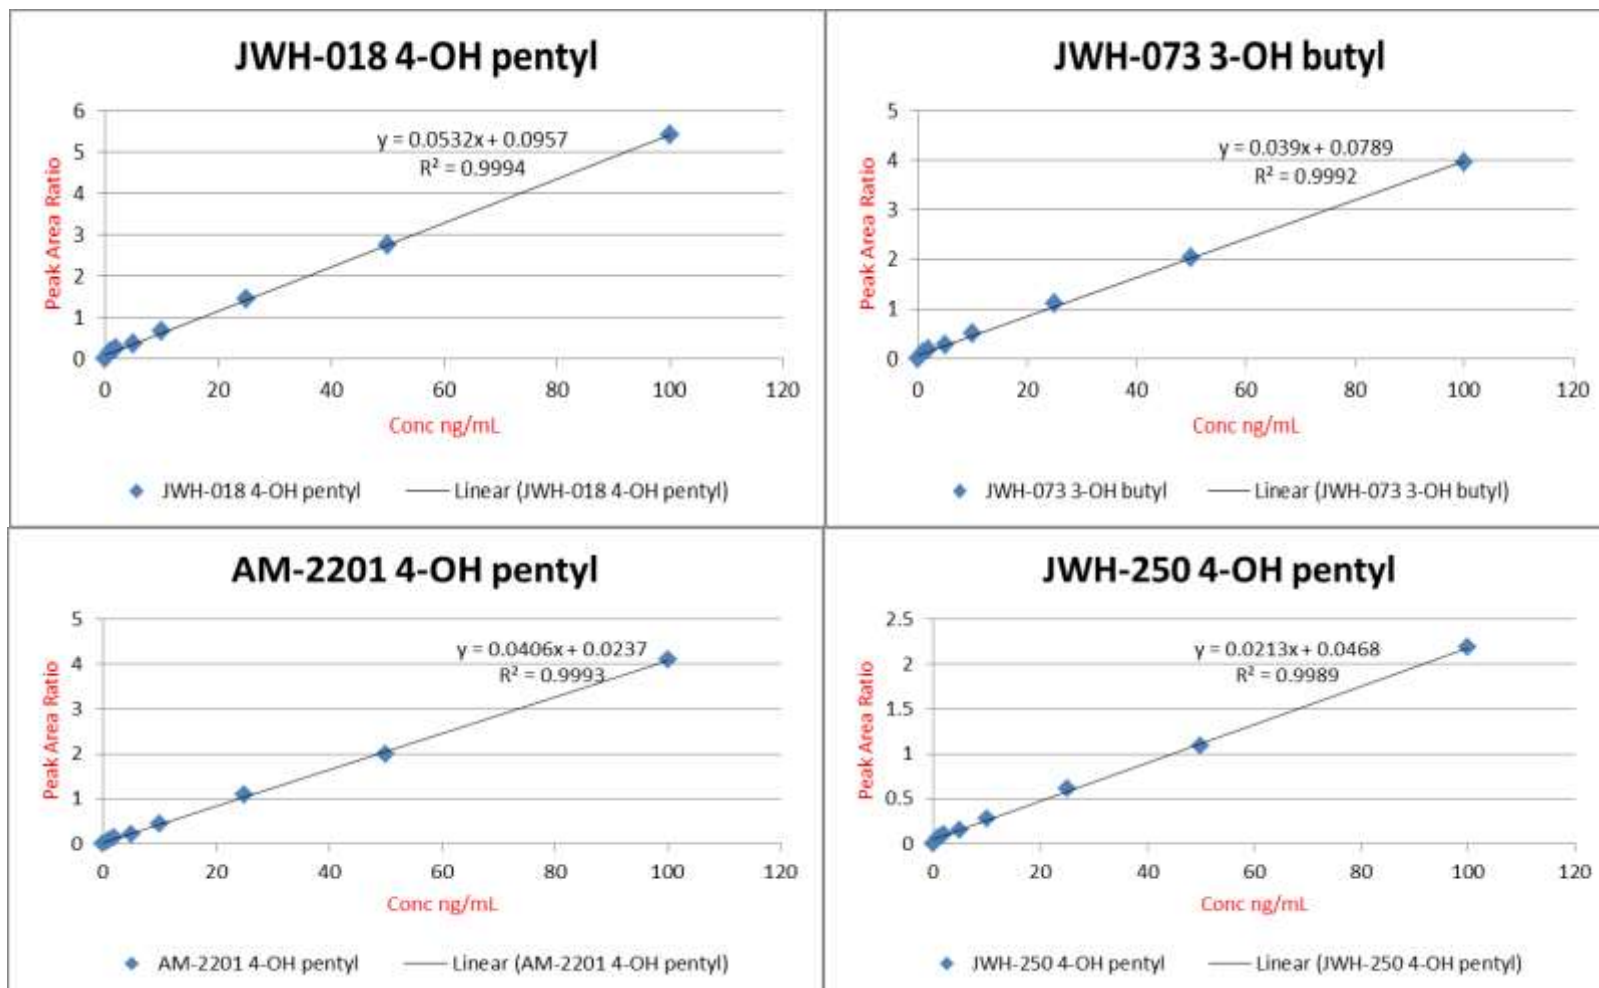 JWH-018 4-OH pentyl
6
5
4
3
2
1
0
Peak Area Ratio
y = 0.0532x + 0.0957
R² = 0.9994
0 20 40 60 80 100 120
Conc ng/mL
JWH-018 4-OH pentyl Linear (JWH-018 4-OH pentyl)
JWH-073 3-OH butyl
5
4
3
2
1
0
Peak Area Ratio
y = 0.039x + 0.0789
R² = 0.9992
0 20 40 60 80 100 120
Conc ng/mL
JWH-073 3-OH butyl Linear (JWH-073 3-OH butyl)
AM-2201 4-OH pentyl
5
4
3
2
1
0
Peak Area Ratio
y = 0.0406x + 0.0237
R² = 0.9993
0 20 40 60 80 100 120
Conc ng/mL
AM-2201 4-OH pentyl Linear (AM-2201 4-OH pentyl)
JWH-250 4-OH pentyl
2.5
2
1.5
1
0.5
0
Peak Area Ratio
y = 0.0213x + 0.0468
R² = 0.9989
0 20 40 60 80 100 120
Conc ng/mL
JWH-250 4-OH pentyl Linear (JWH-250 4-OH pentyl)